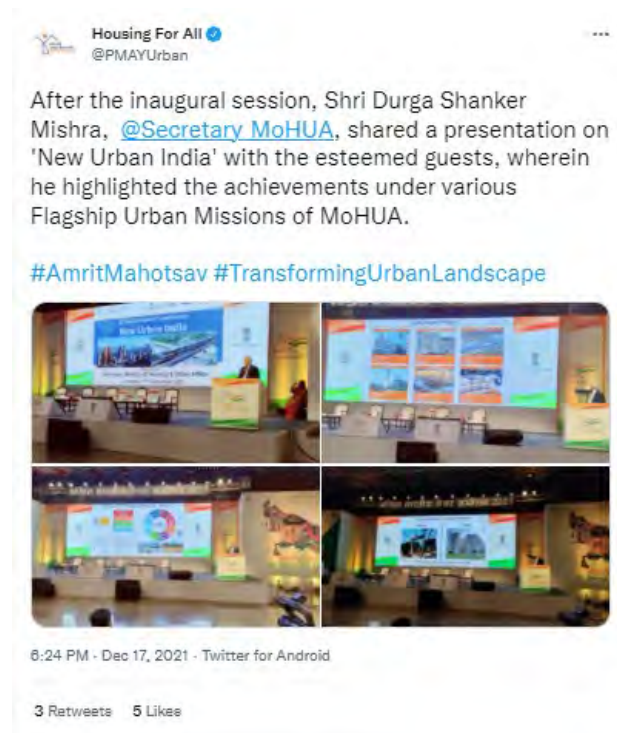 Housing For All
@PMAYUrban
After the inaugural session, Shri Durga Shanker
Mishra, @Secretary_MoHUA, shared a presentation on
'New Urban India' with the esteemed guests, wherein
he highlighted the achievements under various
Flagship Urban Missions of MoHUA.
#AmritMahotsav #TransformingUrbanLandscape
New Urban India
6:24 PM · Dec 17, 2021 · Twitter for Android
3 Retweets 5 Likes